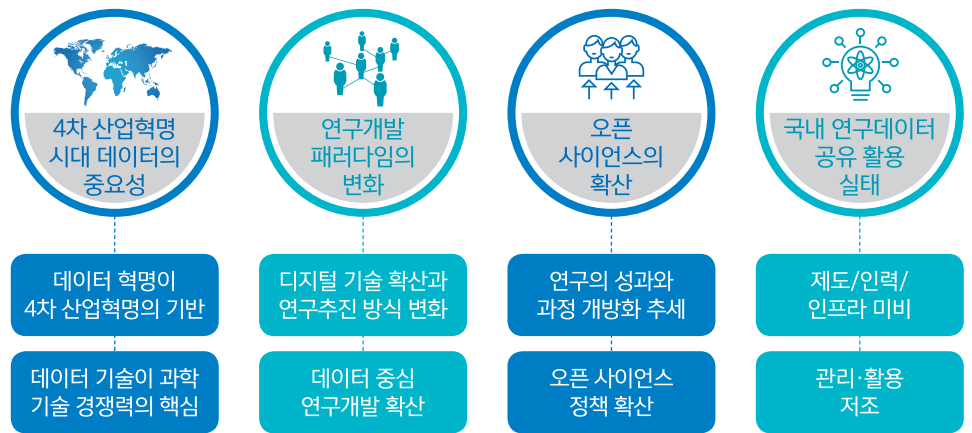 4차 산업혁명
시대 데이터의
중요성
데이터 혁명이
4차 산업혁명의 기반
데이터 기술이 과학
기술 경쟁력의 핵심
연구개발
패러다임의
변화
디지털 기술 확산과
연구추진 방식 변화
데이터 중심
연구개발 확산
오픈
사이언스의
확산
연구의 성과와
과정 개방화 추세
오픈 사이언스
정책 확산
국내 연구데이터
공유 활용
실태
제도/인력/
인프라 미비
관리·활용
저조